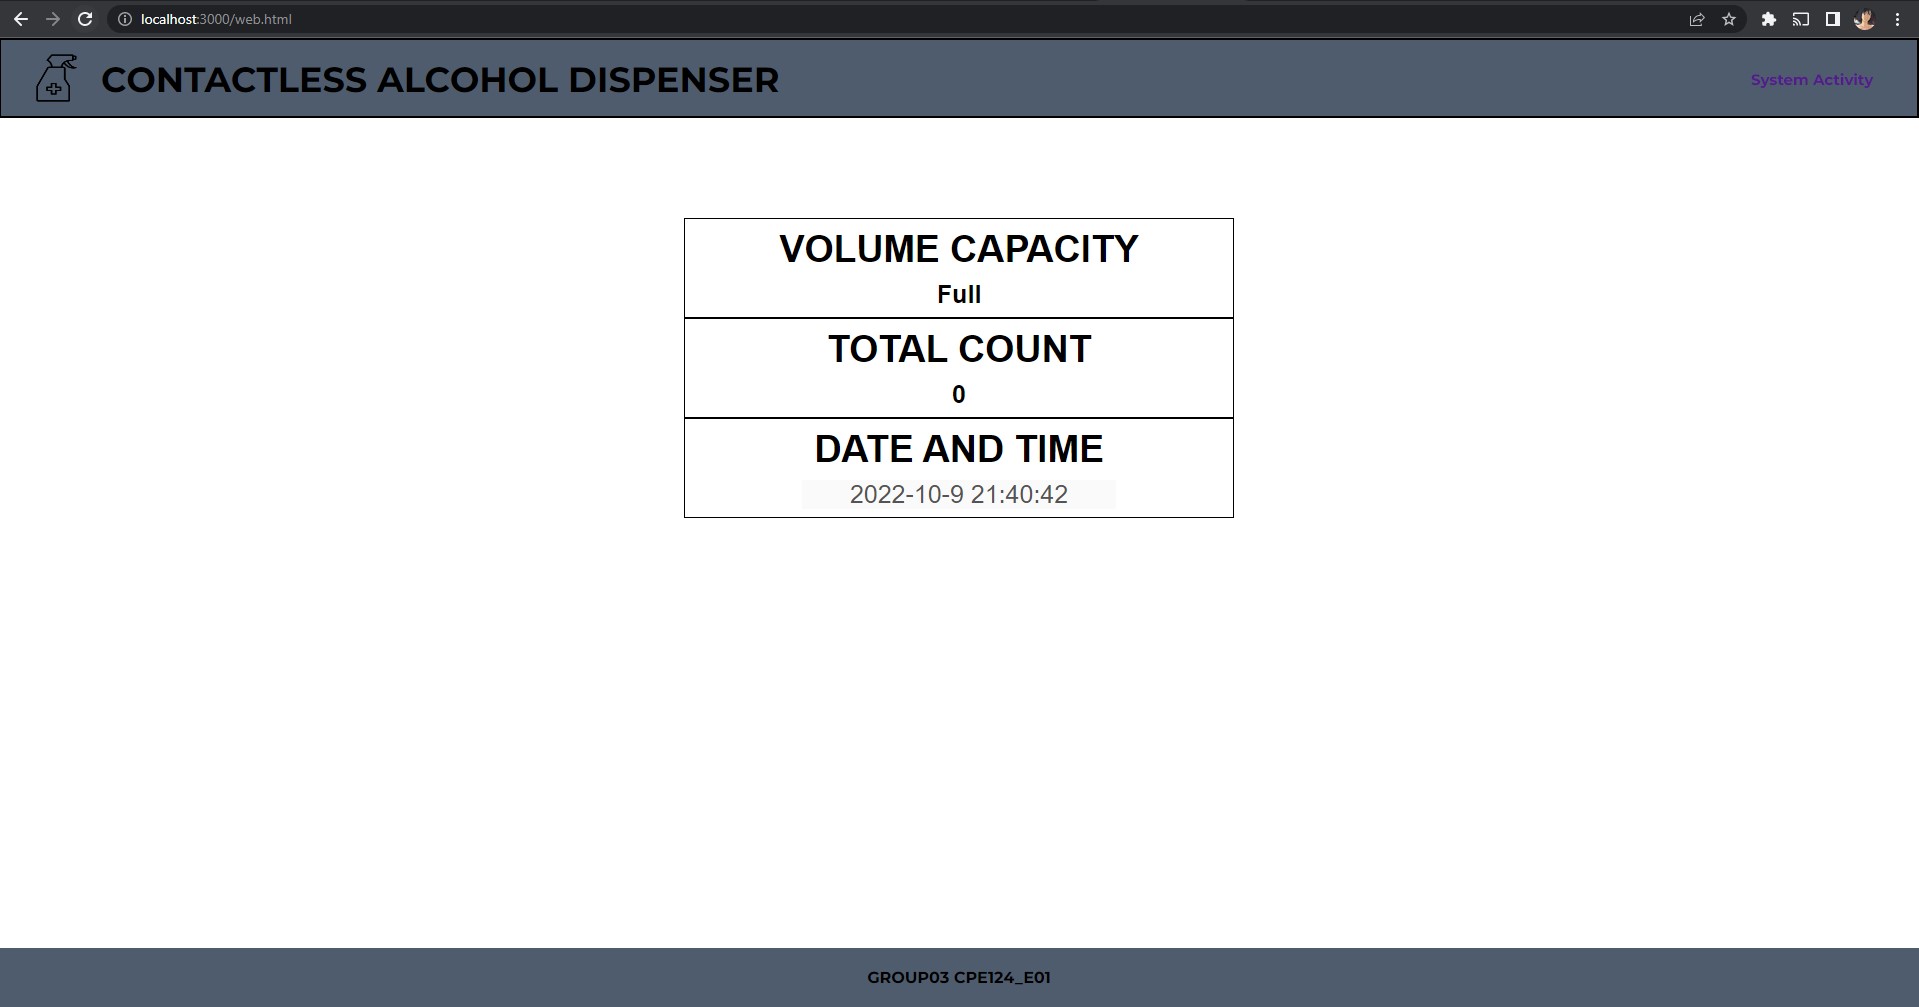 localhost:3000/web.html
CONTACTLESS ALCOHOL DISPENSER
System Activity
VOLUME CAPACITY
Full
TOTAL COUNT
0
DATE AND TIME
2022-10-9 21:40:42
GROUP03 CPE124_E01